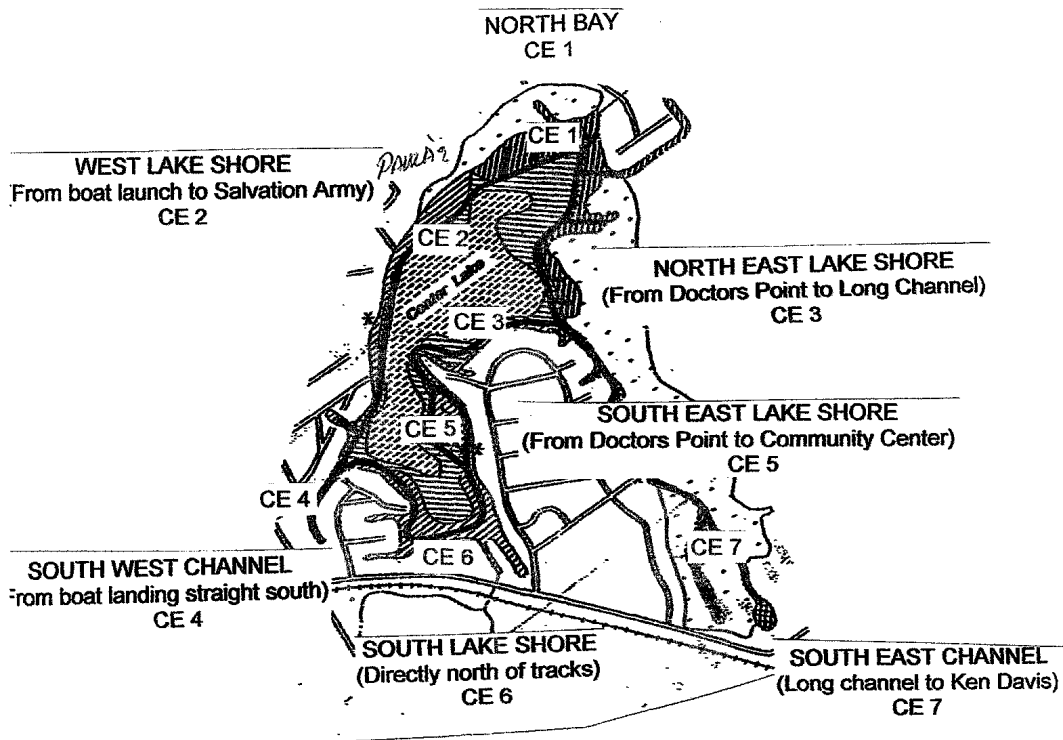 NORTH BAY
CE 1
CE 1
WEST LAKE SHORE
(From boat launch to Salvation Army)
CE 2
CE 2
NORTH EAST LAKE SHORE
(From Doctors Point to Long Channel)
CE 3
Center Lake
CE 3
SOUTH EAST LAKE SHORE
(From Doctors Point to Community Center)
CE 5
CE 5
CE 4
CE 6
CE 7
SOUTH WEST CHANNEL
From boat landing straight south)
CE 4
SOUTH LAKE SHORE
(Directly north of tracks)
CE 6
SOUTH EAST CHANNEL
(Long channel to Ken Davis)
CE 7